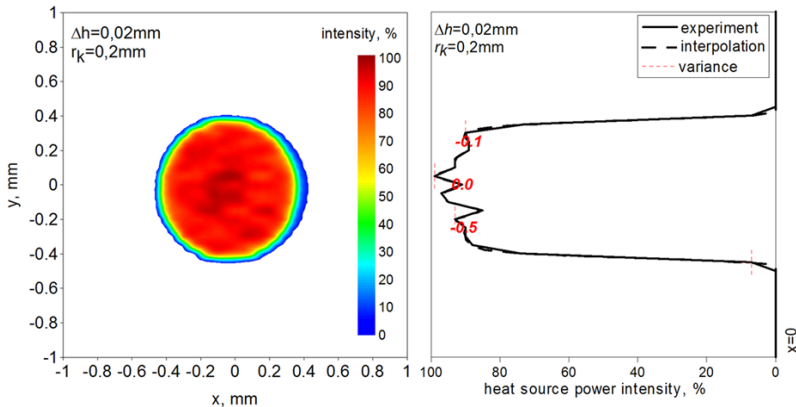 Δh=0,02mm
rk=0,2mm
intensity, %
100
90
80
70
60
50
40
30
20
10
0
y, mm
1
0.8
0.6
0.4
0.2
0
-0.2
-0.4
-0.6
-0.8
-1
-1 -0.8 -0.6 -0.4 -0.2 0 0.2 0.4 0.6 0.8 1
x, mm
Δh=0,02mm
rk=0,2mm
experiment
interpolation
variance
-0.1
0.0
-0.5
x=0
100 80 60 40 20 0
heat source power intensity, %